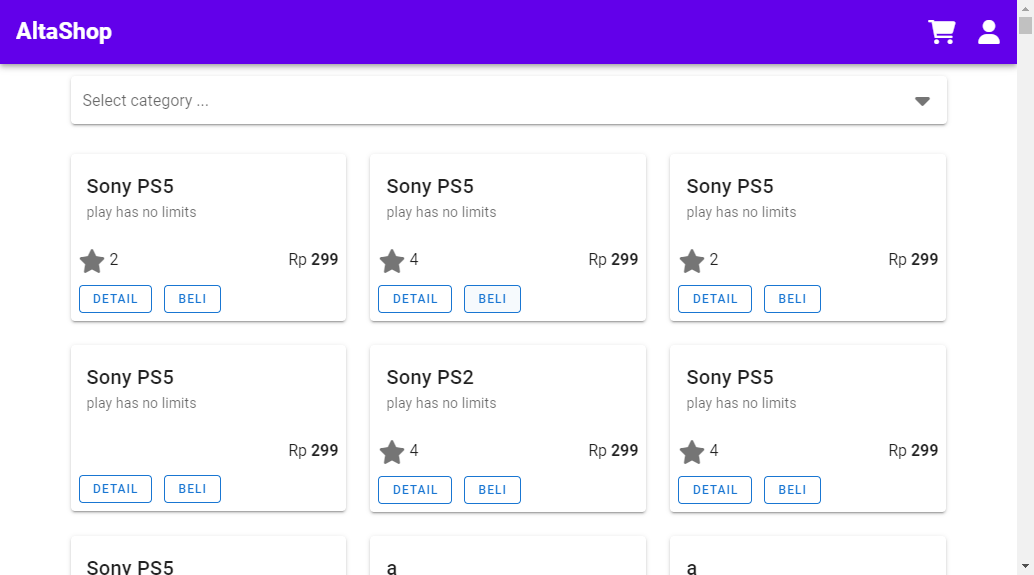 AltaShop
Select category ...
Sony PS5
play has no limits
2 Rp 299
DETAIL BELI
Sony PS5
play has no limits
4 Rp 299
DETAIL BELI
Sony PS5
play has no limits
2 Rp 299
DETAIL BELI
Sony PS5
play has no limits
Rp 299
DETAIL BELI
Sony PS2
play has no limits
4 Rp 299
DETAIL BELI
Sony PS5
play has no limits
4 Rp 299
DETAIL BELI
Sony PS5
a
a